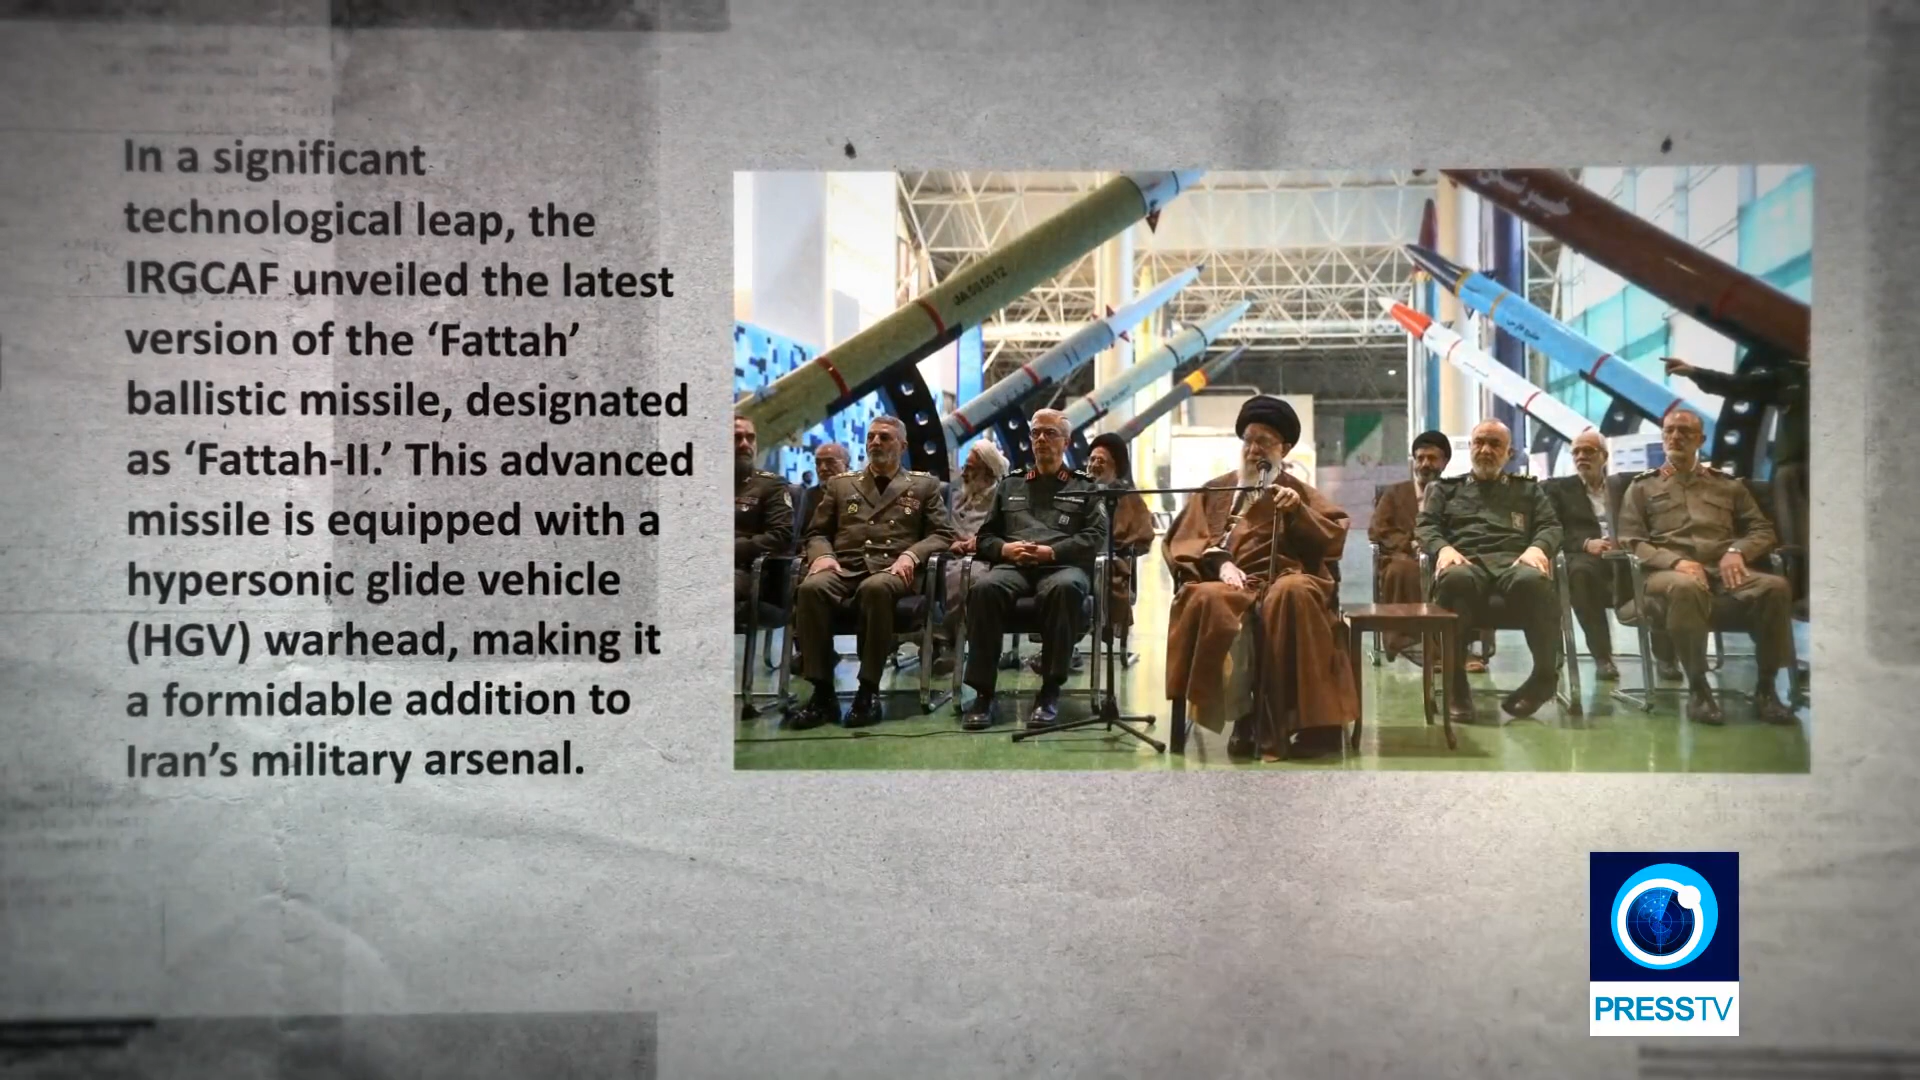 In a significant
technological leap, the
IRGCAF unveiled the latest
version of the ‘Fattah’
ballistic missile, designated
as ‘Fattah-II.’ This advanced
missile is equipped with a
hypersonic glide vehicle
(HGV) warhead, making it
a formidable addition to
Iran’s military arsenal.
PRESSTV